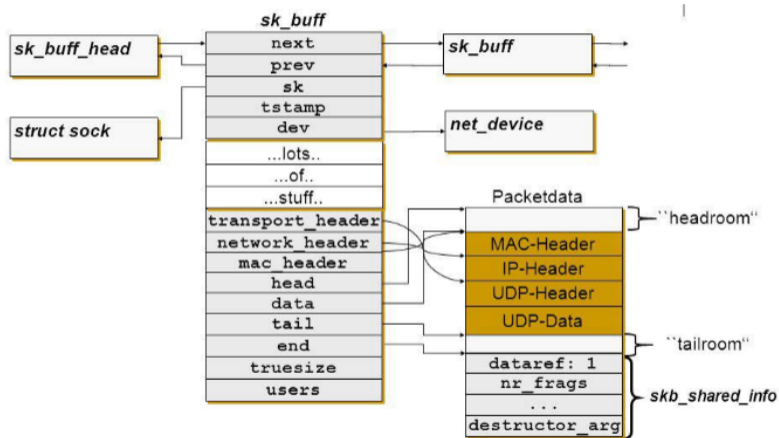 sk_buff
sk_buff_head
next
prev
sk
tstamp
dev
sk_buff
struct sock
net_device
...lots..
...of...
...stuff..
transport_header
network_header
mac_header
head
data
tail
end
truesize
users
Packetdata
MAC-Header
IP-Header
UDP-Header
UDP-Data
dataref: 1
nr_frags
...
destructor_arg
``headroom“
``tailroom“
skb_shared_info